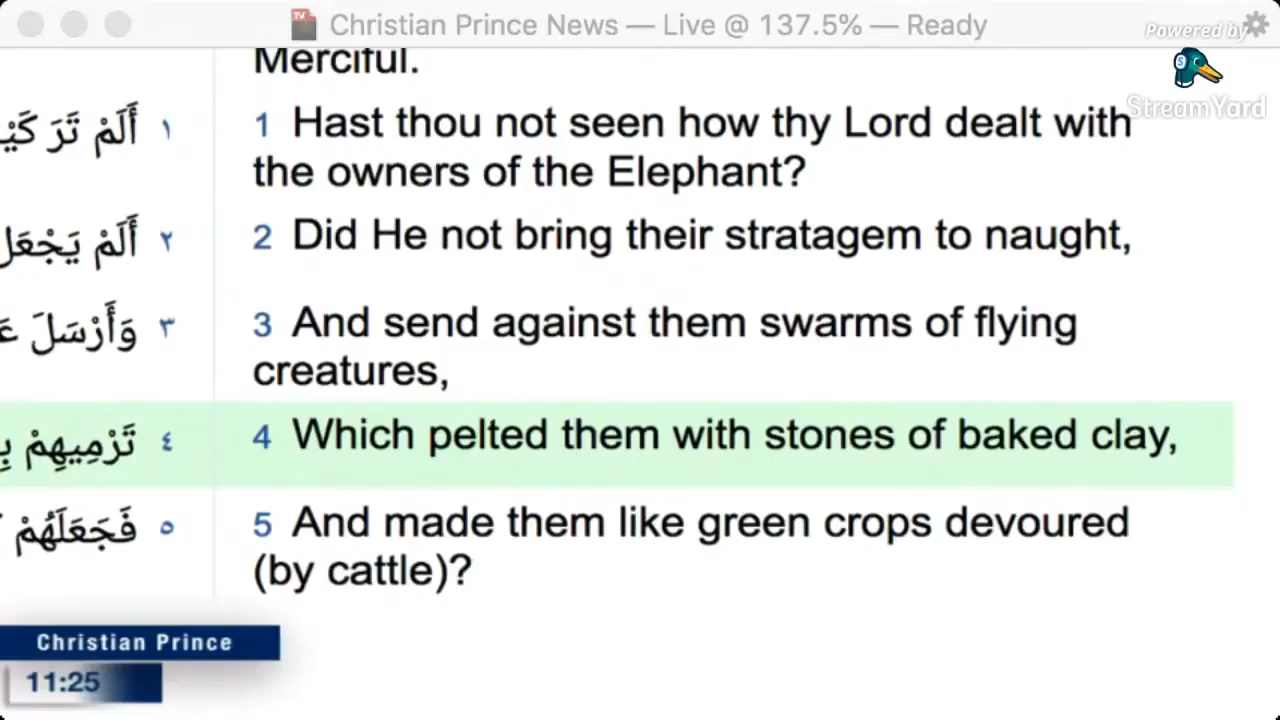 Christian Prince News — Live @ 137.5% — Ready
Powered by
StreamYard
Merciful.
أَلَمْ تَرَ ١
1 Hast thou not seen how thy Lord dealt with
the owners of the Elephant?
أَلَمْ يَجْعَل ٢
2 Did He not bring their stratagem to naught,
وَأَرْسَلَ ٣
3 And send against them swarms of flying
creatures,
تَرْمِيهِمْ ٤
4 Which pelted them with stones of baked clay,
فَجَعَلَهُمْ ٥
5 And made them like green crops devoured
(by cattle)?
Christian Prince
11:25